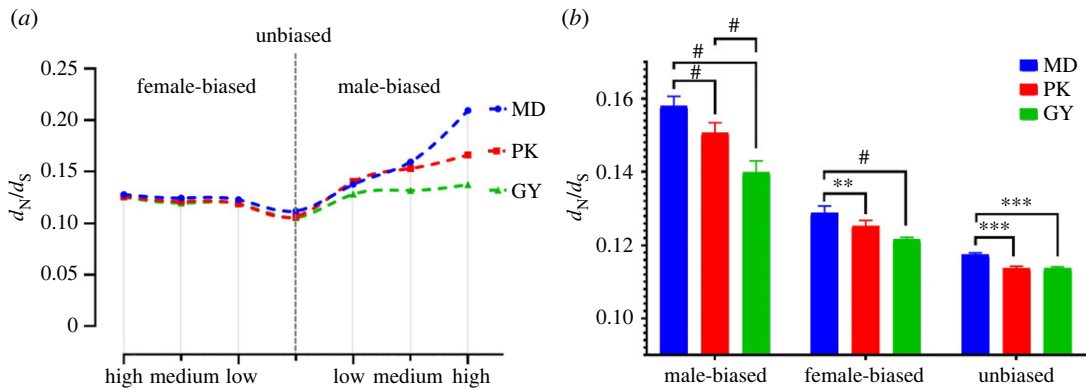 (a)
unbiased
0.25
female-biased
male-biased
0.20
MD
0.15
PK
GY
dN/dS
0.10
0.05
0
high medium low
low medium high
(b)
#
#
#
MD
PK
GY
0.16
#
0.14
**
dN/dS
***
***
0.12
0.10
male-biased female-biased unbiased